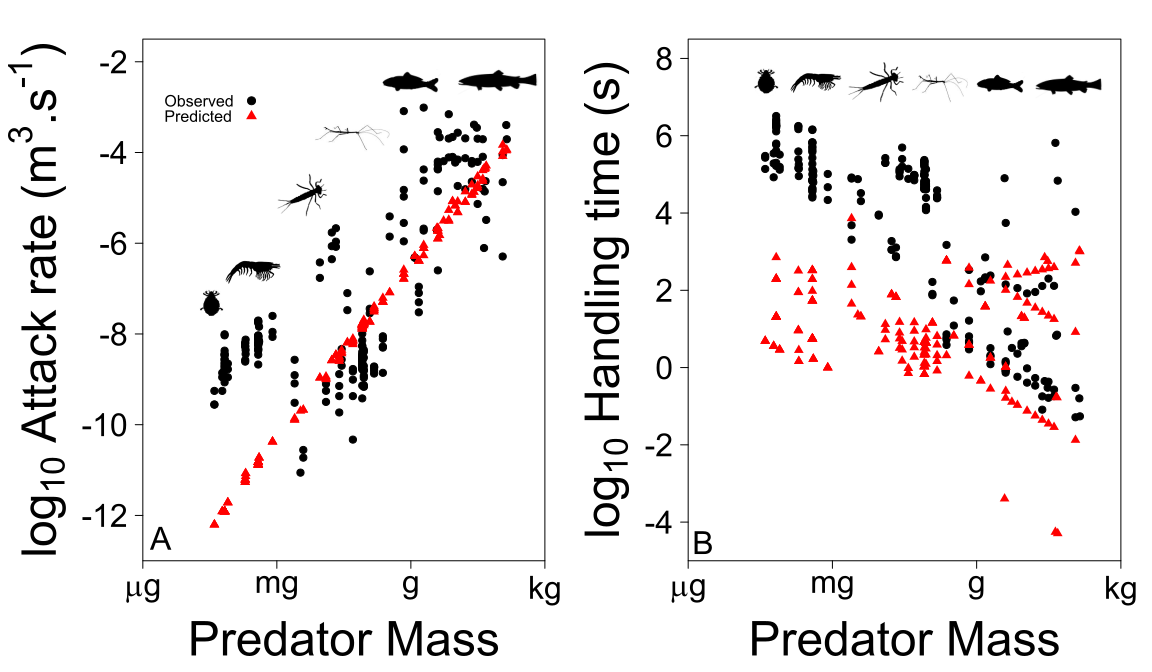 log10 Attack rate (m3.s-1)
-2
-4
-6
-8
-10
-12
Observed
Predicted
A
μg
mg
g
kg
Predator Mass
log10 Handling time (s)
8
6
4
2
0
-2
-4
B
μg
mg
g
kg
Predator Mass